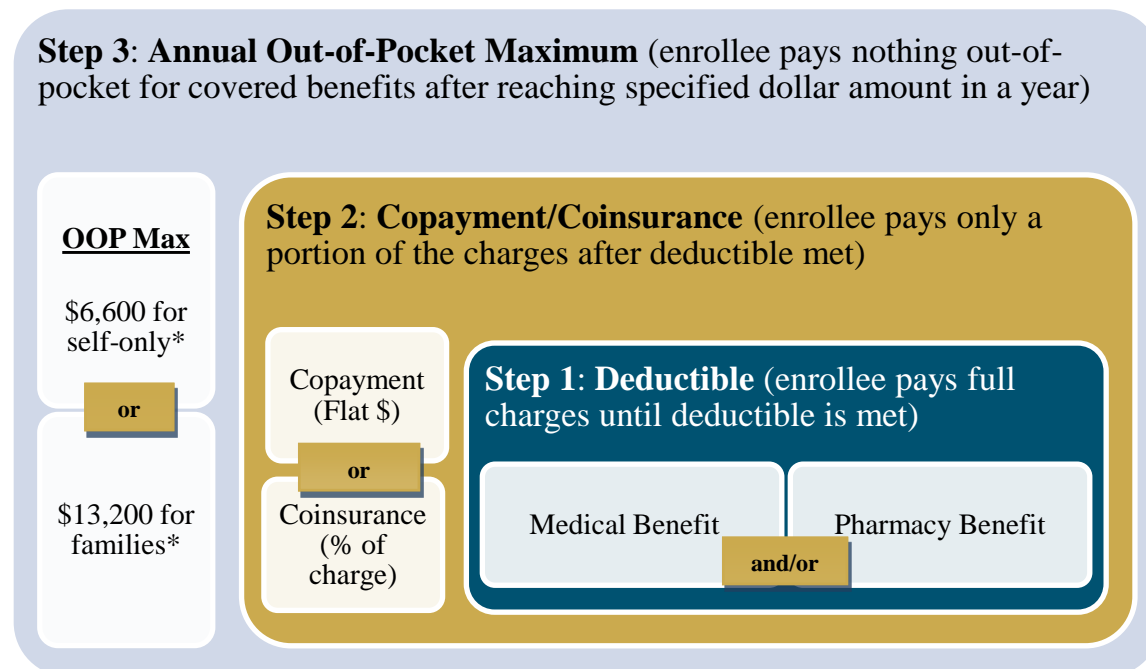 Step 3: Annual Out-of-Pocket Maximum (enrollee pays nothing out-of-
pocket for covered benefits after reaching specified dollar amount in a year)
OOP Max
$6,600 for
self-only*
or
$13,200 for
families*
Step 2: Copayment/Coinsurance (enrollee pays only a
portion of the charges after deductible met)
Copayment
(Flat $)
or
Coinsurance
(% of
charge)
Step 1: Deductible (enrollee pays full
charges until deductible is met)
Medical Benefit
and/or
Pharmacy Benefit